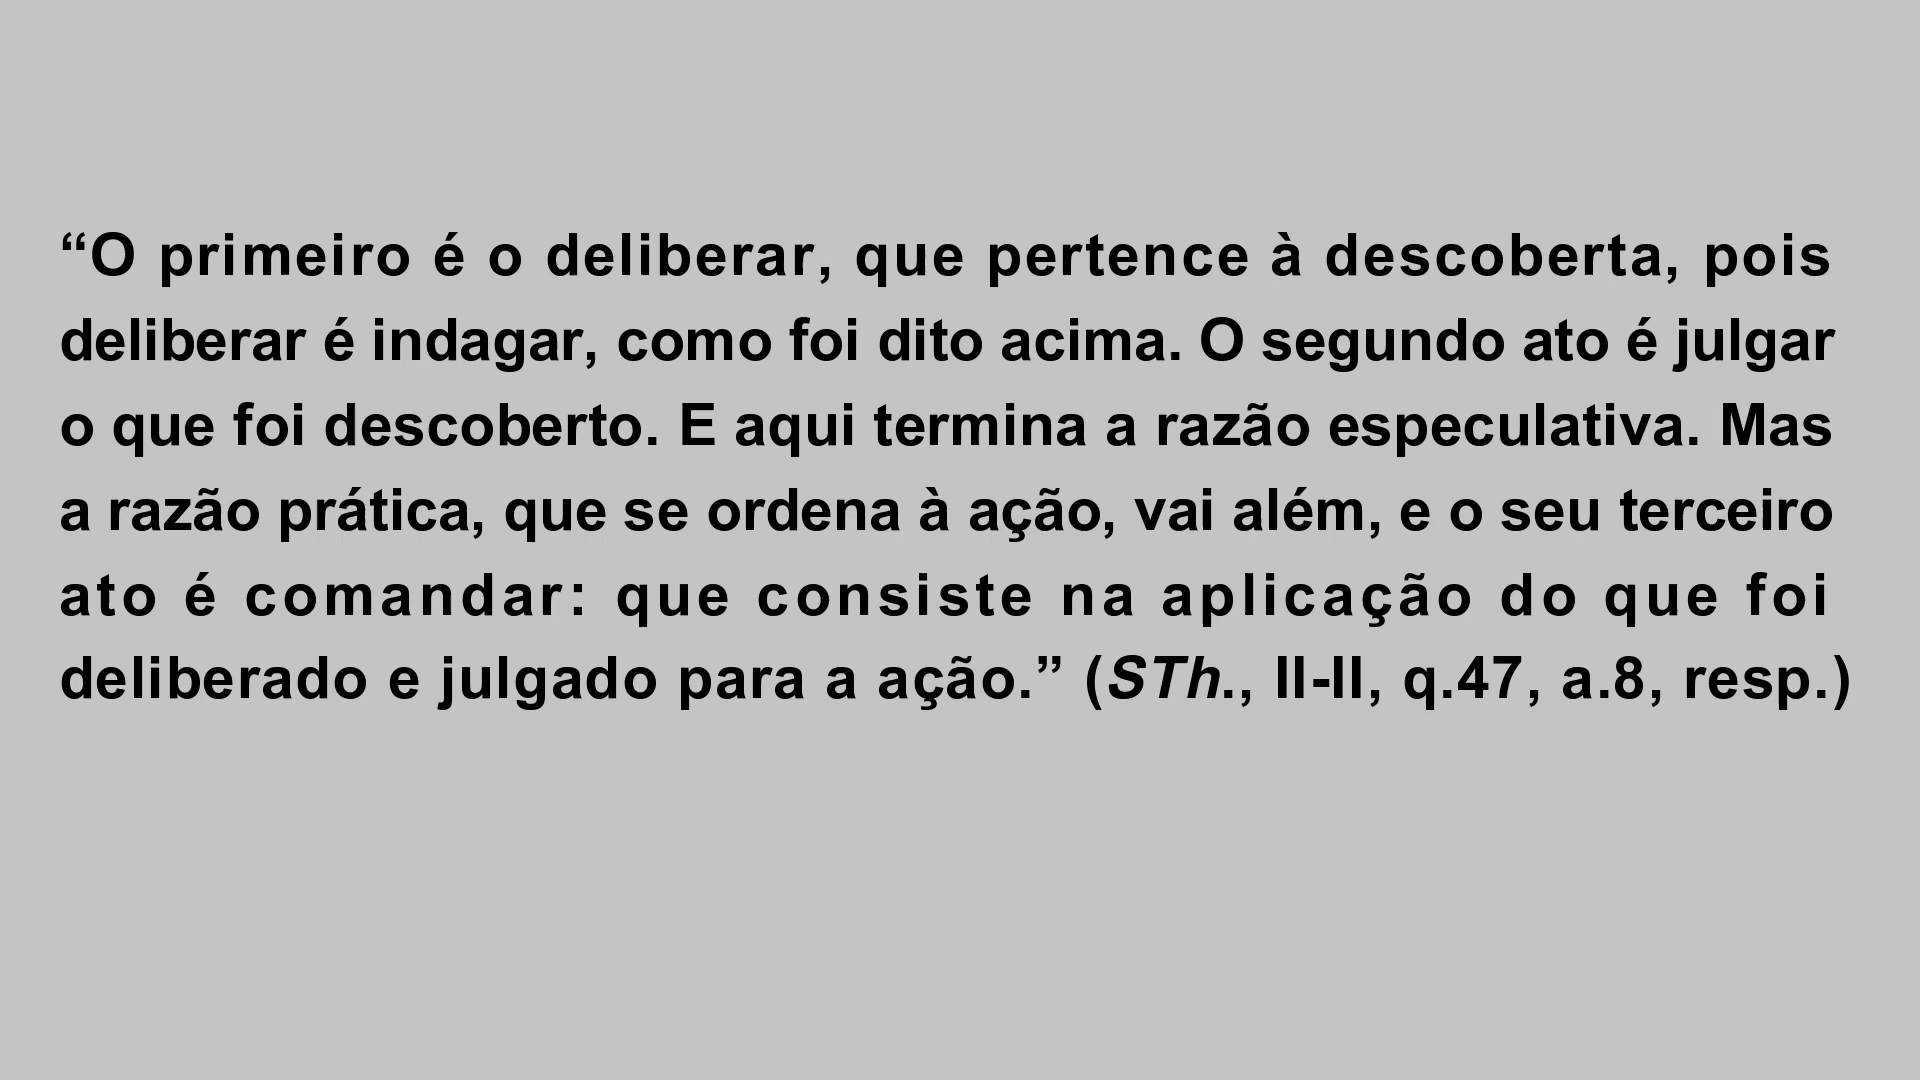 “O primeiro é o deliberar, que pertence à descoberta, pois
deliberar é indagar, como foi dito acima. O segundo ato é julgar
o que foi descoberto. E aqui termina a razão especulativa. Mas
a razão prática, que se ordena à ação, vai além, e o seu terceiro
ato é comandar: que consiste na aplicação do que foi
deliberado e julgado para a ação.” (STh., II-II, q.47, a.8, resp.)